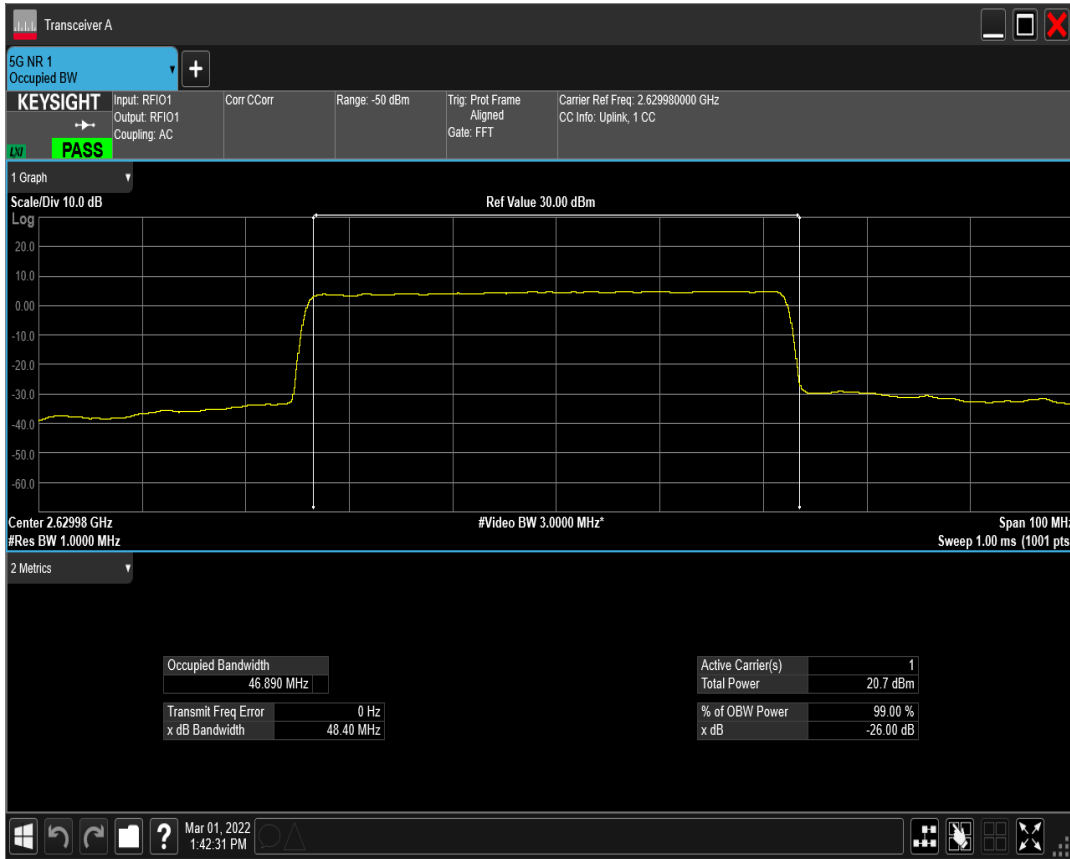 Transceiver A
5G NR 1
Occupied BW
+
KEYSIGHT
LXI
PASS
Input: RFIO1
Output: RFIO1
Coupling: AC
Corr CCorr
Range: -50 dBm
Trig: Prot Frame
Aligned
Gate: FFT
Carrier Ref Freq: 2.629980000 GHz
CC Info: Uplink, 1 CC
1 Graph
Scale/Div 10.0 dB
Ref Value 30.00 dBm
Log
20.0
10.0
0.00
-10.0
-20.0
-30.0
-40.0
-50.0
-60.0
Center 2.62998 GHz
#Video BW 3.0000 MHz*
Span 100 MHz
#Res BW 1.0000 MHz
Sweep 1.00 ms (1001 pts
2 Metrics
Occupied Bandwidth
46.890 MHz
Transmit Freq Error 0 Hz
x dB Bandwidth 48.40 MHz
Active Carrier(s) 1
Total Power 20.7 dBm
% of OBW Power 99.00 %
x dB -26.00 dB
?
Mar 01, 2022
1:42:31 PM